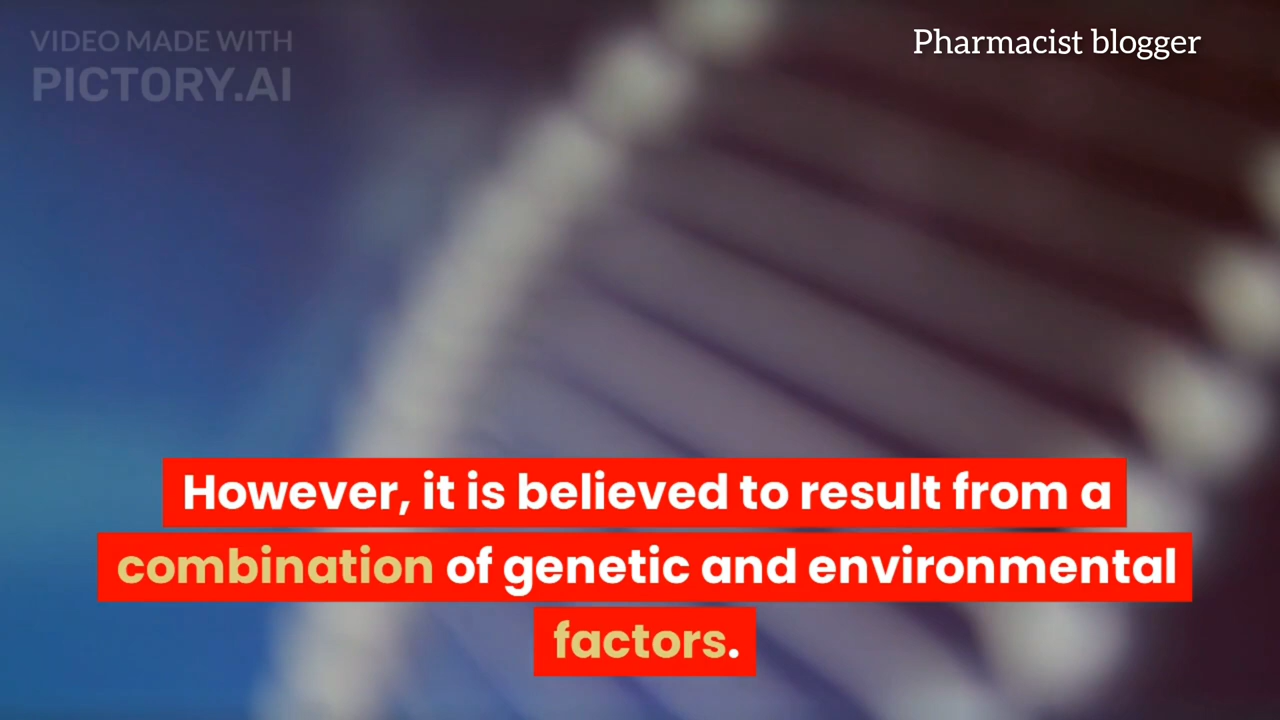 VIDEO MADE WITH
PICTORY.AI
Pharmacist blogger
However, it is believed to result from a
combination of genetic and environmental
factors.